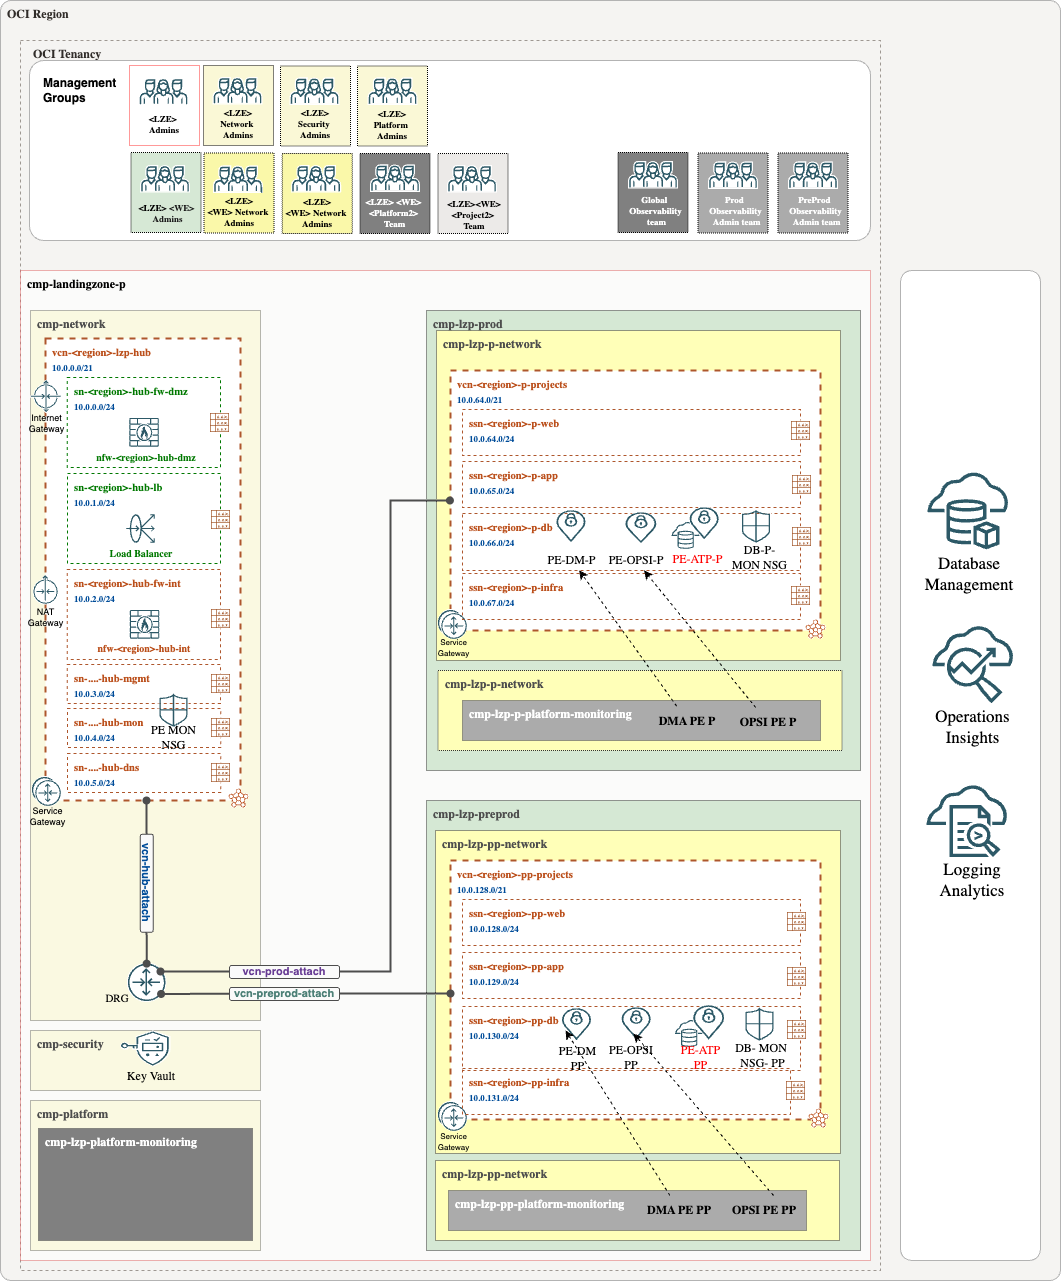 OCI Region
OCI Tenancy
Management
Groups
<LZE>
Admins
<LZE>
Network
Admins
<LZE>
Security
Admins
<LZE>
Platform
Admins
<LZE> <WE>
Admins
<LZE>
<WE> Network
Admins
<LZE>
<WE> Network
Admins
<LZE> <WE>
<Platform2>
Team
<LZE><WE>
<Project2>
Team
Global
Observability
team
Prod
Observability
Admin team
PreProd
Observability
Admin team
cmp-landingzone-p
cmp-network
vcn-<region>-lzp-hub
10.0.0.0/21
sn-<region>-hub-fw-dmz
10.0.0.0/24
Internet
Gateway
nfw-<region>-hub-dmz
sn-<region>-hub-lb
10.0.1.0/24
Load Balancer
sn-<region>-hub-fw-int
10.0.2.0/24
NAT
Gateway
nfw-<region>-hub-int
sn-....-hub-mgmt
10.0.3.0/24
sn-....-hub-mon
10.0.4.0/24
PE MON
NSG
sn-....-hub-dns
10.0.5.0/24
Service
Gateway
vcn-hub-attach
DRG
vcn-prod-attach
vcn-preprod-attach
cmp-security
Key Vault
cmp-platform
cmp-lzp-platform-monitoring
cmp-lzp-prod
cmp-lzp-p-network
vcn-<region>-p-projects
10.0.64.0/21
ssn-<region>-p-web
10.0.64.0/24
ssn-<region>-p-app
10.0.65.0/24
ssn-<region>-p-db
10.0.66.0/24
PE-DM-P
PE-OPSI-P
PE-ATP-P
DB-P-
MON NSG
ssn-<region>-p-infra
10.0.67.0/24
Service
Gateway
cmp-lzp-p-network
cmp-lzp-p-platform-monitoring
DMA PE P
OPSI PE P
cmp-lzp-preprod
cmp-lzp-pp-network
vcn-<region>-pp-projects
10.0.128.0/21
ssn-<region>-pp-web
10.0.128.0/24
ssn-<region>-pp-app
10.0.129.0/24
ssn-<region>-pp-db
10.0.130.0/24
PE-DM
PP
PE-OPSI
PP
PE-ATP
PP
DB- MON
NSG- PP
ssn-<region>-pp-infra
10.0.131.0/24
Service
Gateway
cmp-lzp-pp-network
cmp-lzp-pp-platform-monitoring
DMA PE PP
OPSI PE PP
Database
Management
Operations
Insights
Logging
Analytics